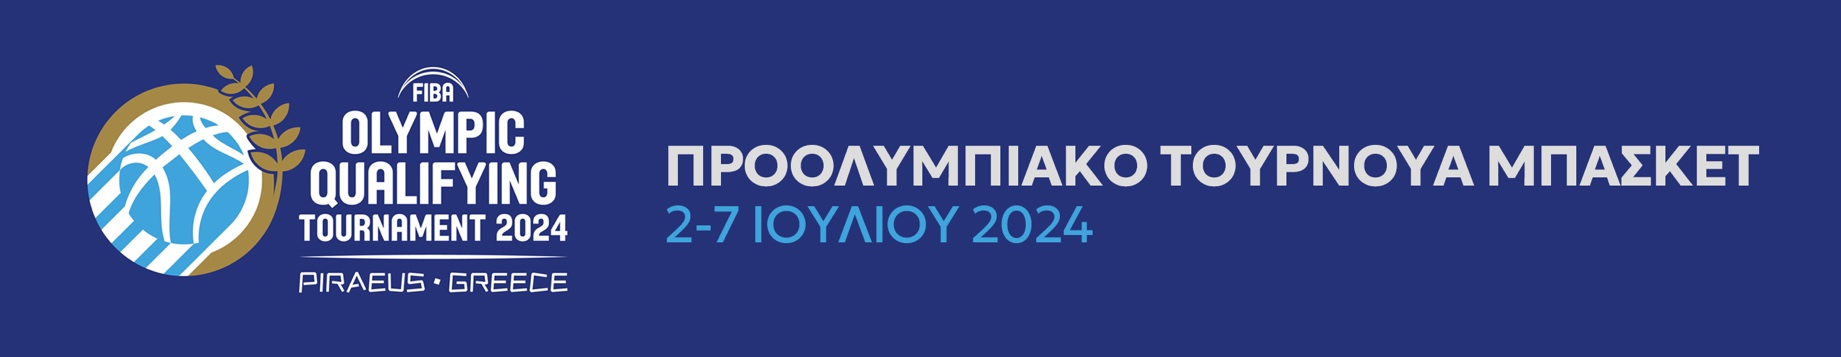 FIBA
OLYMPIC
QUALIFYING
TOURNAMENT 2024
PIRAEUS · GREECE
ΠΡΟΟΛΥΜΠΙΑΚΟ ΤΟΥΡΝΟΥΑ ΜΠΑΣΚΕΤ
2-7 ΙΟΥΛΙΟΥ 2024